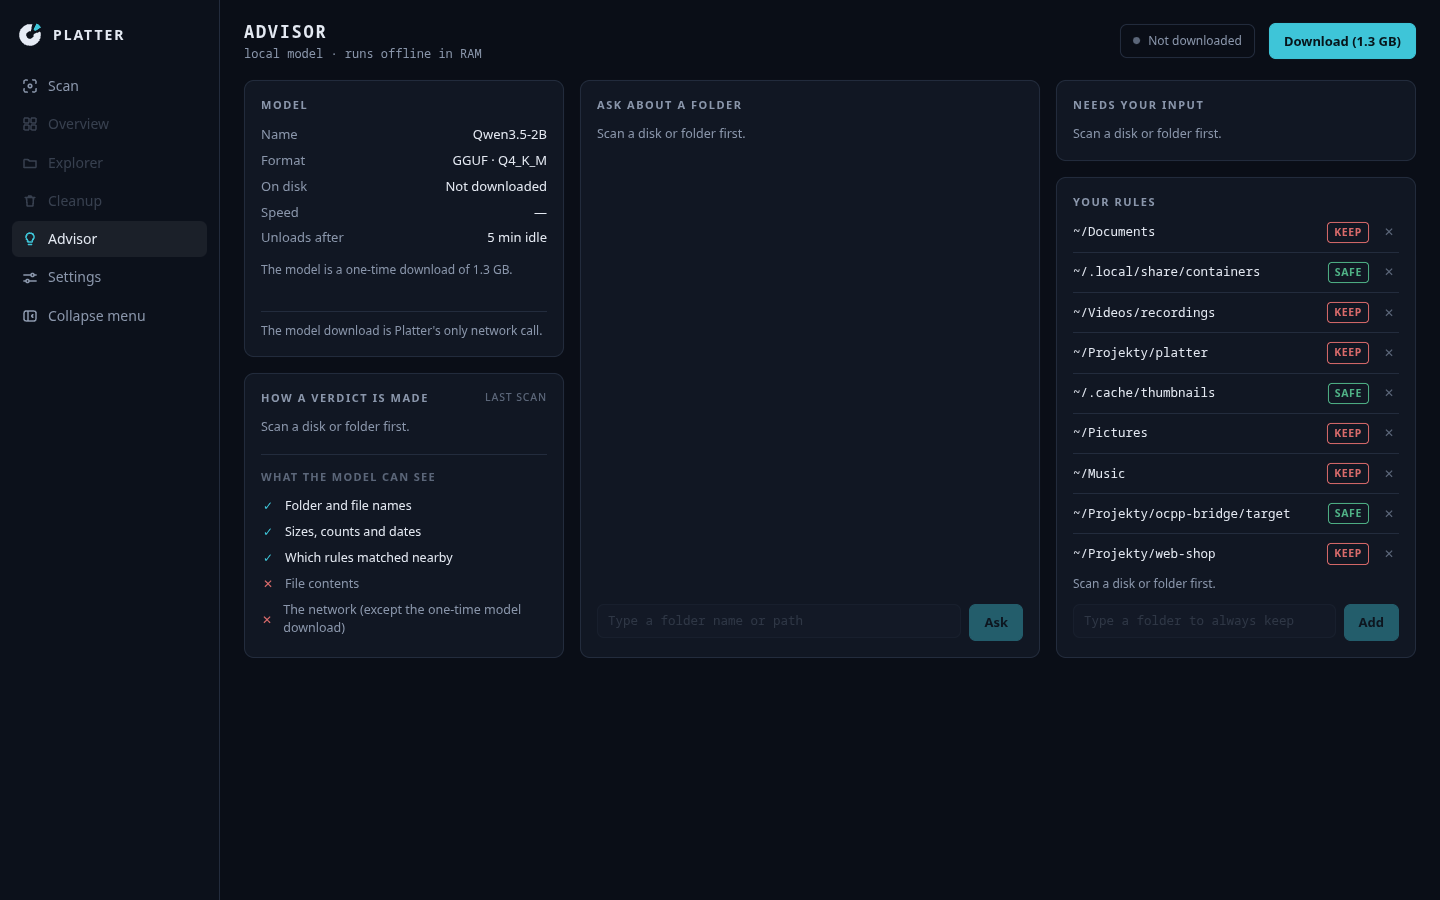 PLATTER
Scan
Overview
Explorer
Cleanup
Advisor
Settings
Collapse menu
ADVISOR
local model · runs offline in RAM
Not downloaded
Download (1.3 GB)
MODEL
Name Qwen3.5-2B
Format GGUF · Q4_K_M
On disk Not downloaded
Speed —
Unloads after 5 min idle
The model is a one-time download of 1.3 GB.
The model download is Platter's only network call.
HOW A VERDICT IS MADE LAST SCAN
Scan a disk or folder first.
WHAT THE MODEL CAN SEE
✓ Folder and file names
✓ Sizes, counts and dates
✓ Which rules matched nearby
✕ File contents
✕ The network (except the one-time model
download)
ASK ABOUT A FOLDER
Scan a disk or folder first.
Type a folder name or path
Ask
NEEDS YOUR INPUT
Scan a disk or folder first.
YOUR RULES
~/Documents KEEP ✕
~/.local/share/containers SAFE ✕
~/Videos/recordings KEEP ✕
~/Projekty/platter KEEP ✕
~/.cache/thumbnails SAFE ✕
~/Pictures KEEP ✕
~/Music KEEP ✕
~/Projekty/ocpp-bridge/target SAFE ✕
~/Projekty/web-shop KEEP ✕
Scan a disk or folder first.
Type a folder to always keep
Add